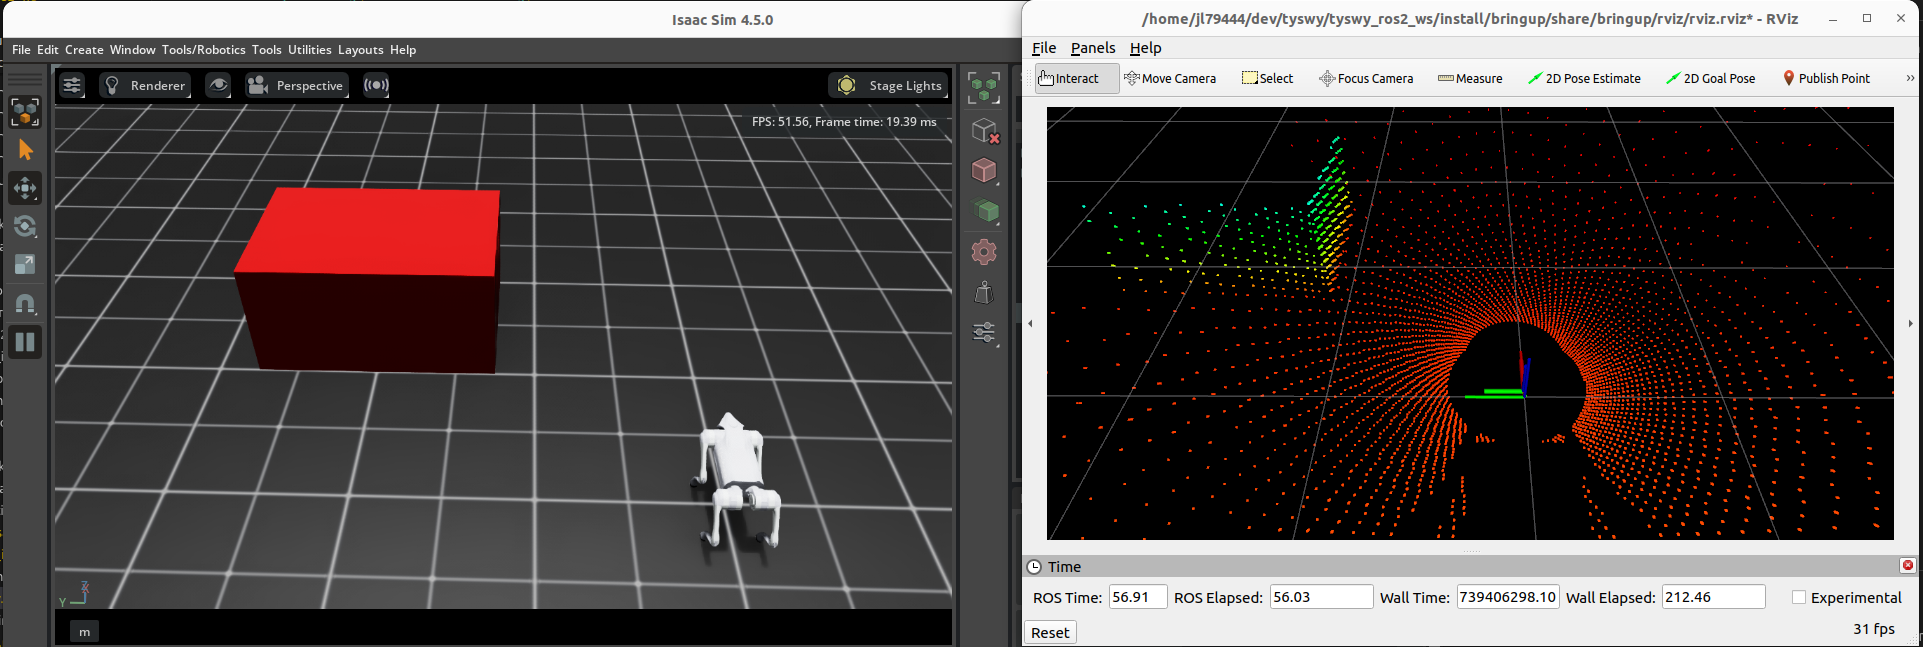 Isaac Sim 4.5.0
File Edit Create Window Tools/Robotics Tools Utilities Layouts Help
Renderer Perspective Stage Lights
FPS: 51.56, Frame time: 19.39 ms
Z
X
Y
m
/home/jl79444/dev/tyswy/tyswy_ros2_ws/install/bringup/share/bringup/rviz/rviz.rviz* - RViz
File Panels Help
Interact Move Camera Select Focus Camera Measure 2D Pose Estimate 2D Goal Pose Publish Point »
Time
ROS Time: 56.91 ROS Elapsed: 56.03 Wall Time: 739406298.10 Wall Elapsed: 212.46 Experimental
Reset 31 fps